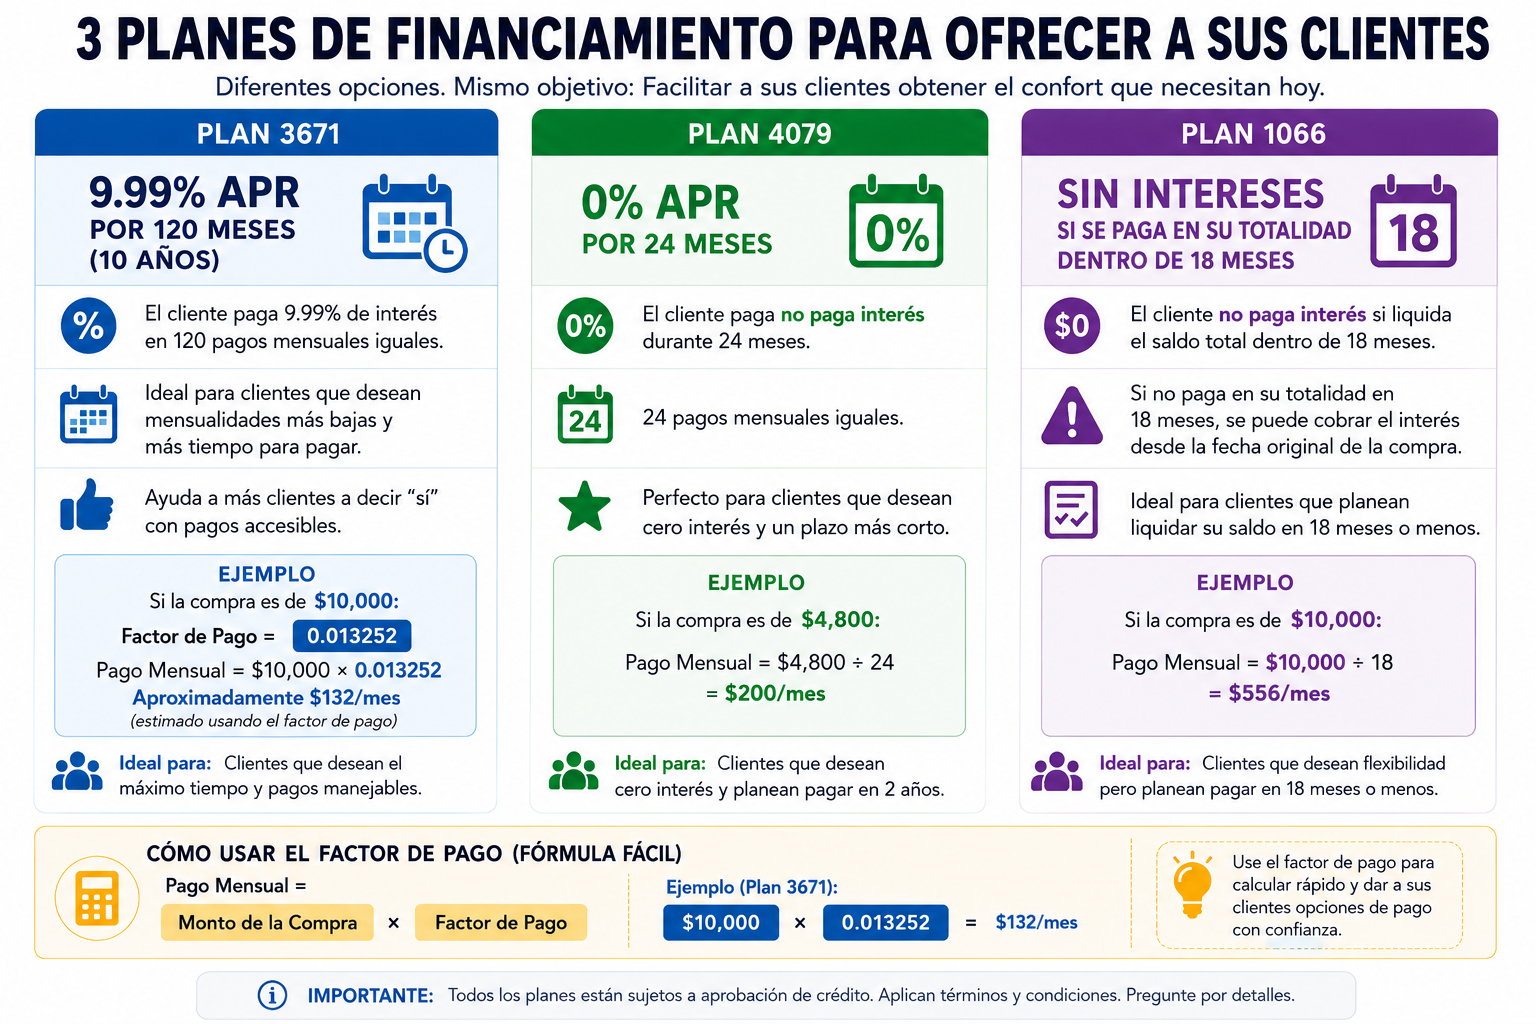 3 PLANES DE FINANCIAMIENTO PARA OFRECER A SUS CLIENTES
Diferentes opciones. Mismo objetivo: Facilitar a sus clientes obtener el confort que necesitan hoy.
PLAN 3671
9.99% APR
POR 120 MESES
(10 AÑOS)
%
El cliente paga 9.99% de interés
en 120 pagos mensuales iguales.
Ideal para clientes que desean
mensualidades más bajas y
más tiempo para pagar.
Ayuda a más clientes a decir “sí”
con pagos accesibles.
EJEMPLO
Si la compra es de $10,000:
Factor de Pago = 0.013252
Pago Mensual = $10,000 × 0.013252
Aproximadamente $132/mes
(estimado usando el factor de pago)
Ideal para: Clientes que desean el
máximo tiempo y pagos manejables.
PLAN 4079
0% APR
POR 24 MESES
0%
0%
El cliente paga no paga interés
durante 24 meses.
24
24 pagos mensuales iguales.
Perfecto para clientes que desean
cero interés y un plazo más corto.
EJEMPLO
Si la compra es de $4,800:
Pago Mensual = $4,800 ÷ 24
= $200/mes
Ideal para: Clientes que desean
cero interés y planean pagar en 2 años.
PLAN 1066
SIN INTERESES
SI SE PAGA EN SU TOTALIDAD
DENTRO DE 18 MESES
18
$0
El cliente no paga interés si liquida
el saldo total dentro de 18 meses.
!
Si no paga en su totalidad en
18 meses, se puede cobrar el interés
desde la fecha original de la compra.
Ideal para clientes que planean
liquidar su saldo en 18 meses o menos.
EJEMPLO
Si la compra es de $10,000:
Pago Mensual = $10,000 ÷ 18
= $556/mes
Ideal para: Clientes que desean flexibilidad
pero planean pagar en 18 meses o menos.
CÓMO USAR EL FACTOR DE PAGO (FÓRMULA FÁCIL)
Pago Mensual =
Monto de la Compra × Factor de Pago
Ejemplo (Plan 3671):
$10,000 × 0.013252 = $132/mes
Use el factor de pago para
calcular rápido y dar a sus
clientes opciones de pago
con confianza.
i
IMPORTANTE: Todos los planes están sujetos a aprobación de crédito. Aplican términos y condiciones. Pregunte por detalles.